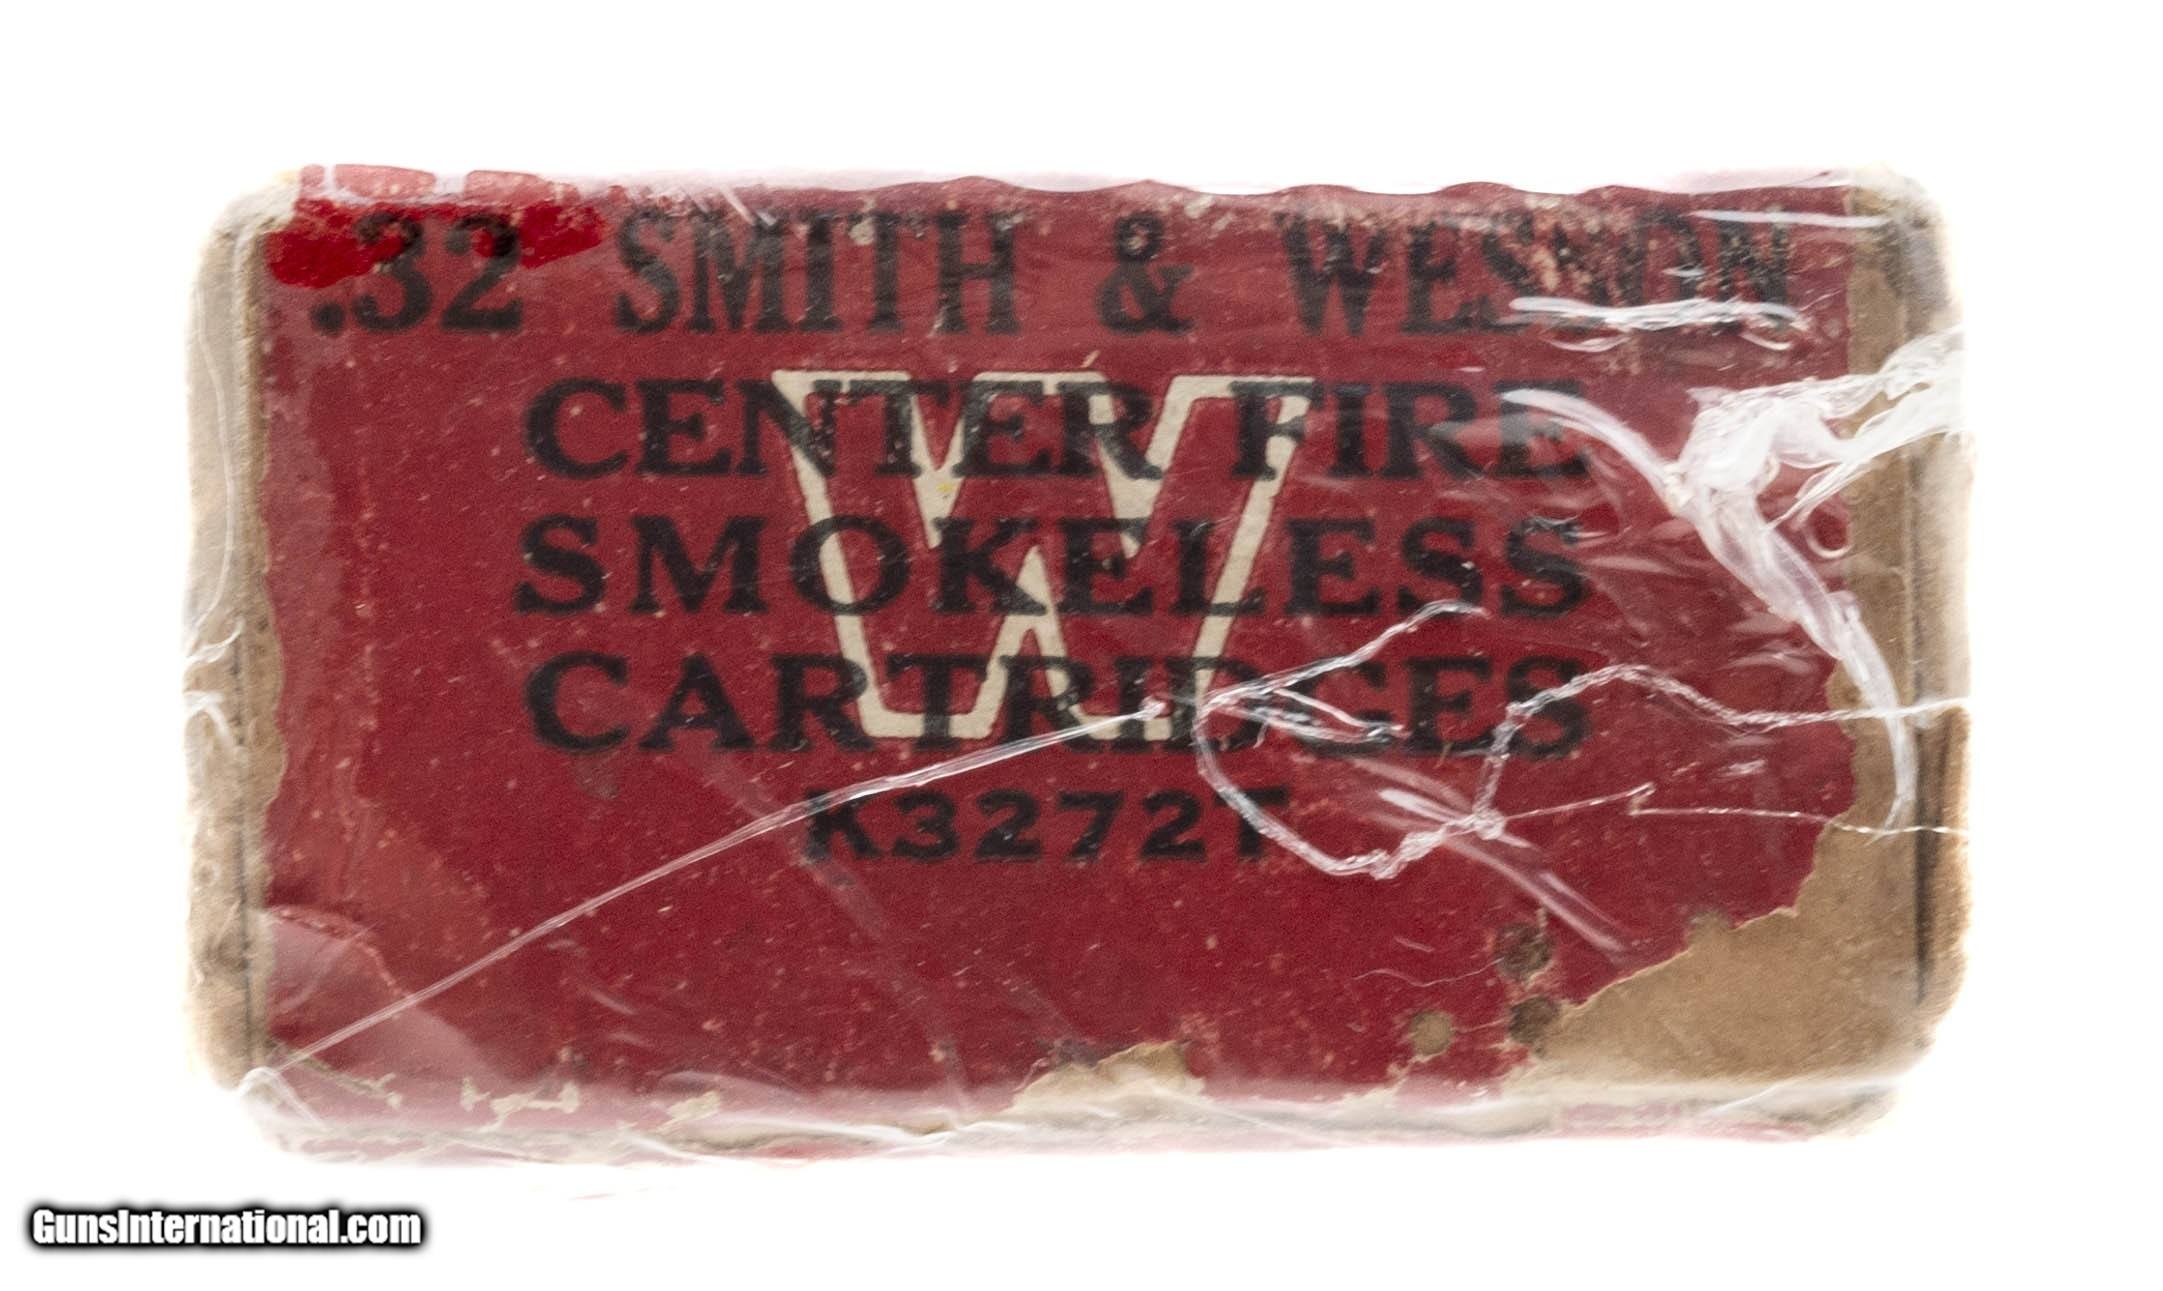 .32 SMITH & WESSON
CENTER FIRE
W
SMOKELESS
CARTRIDGES
K3272T
GunsInternational.com